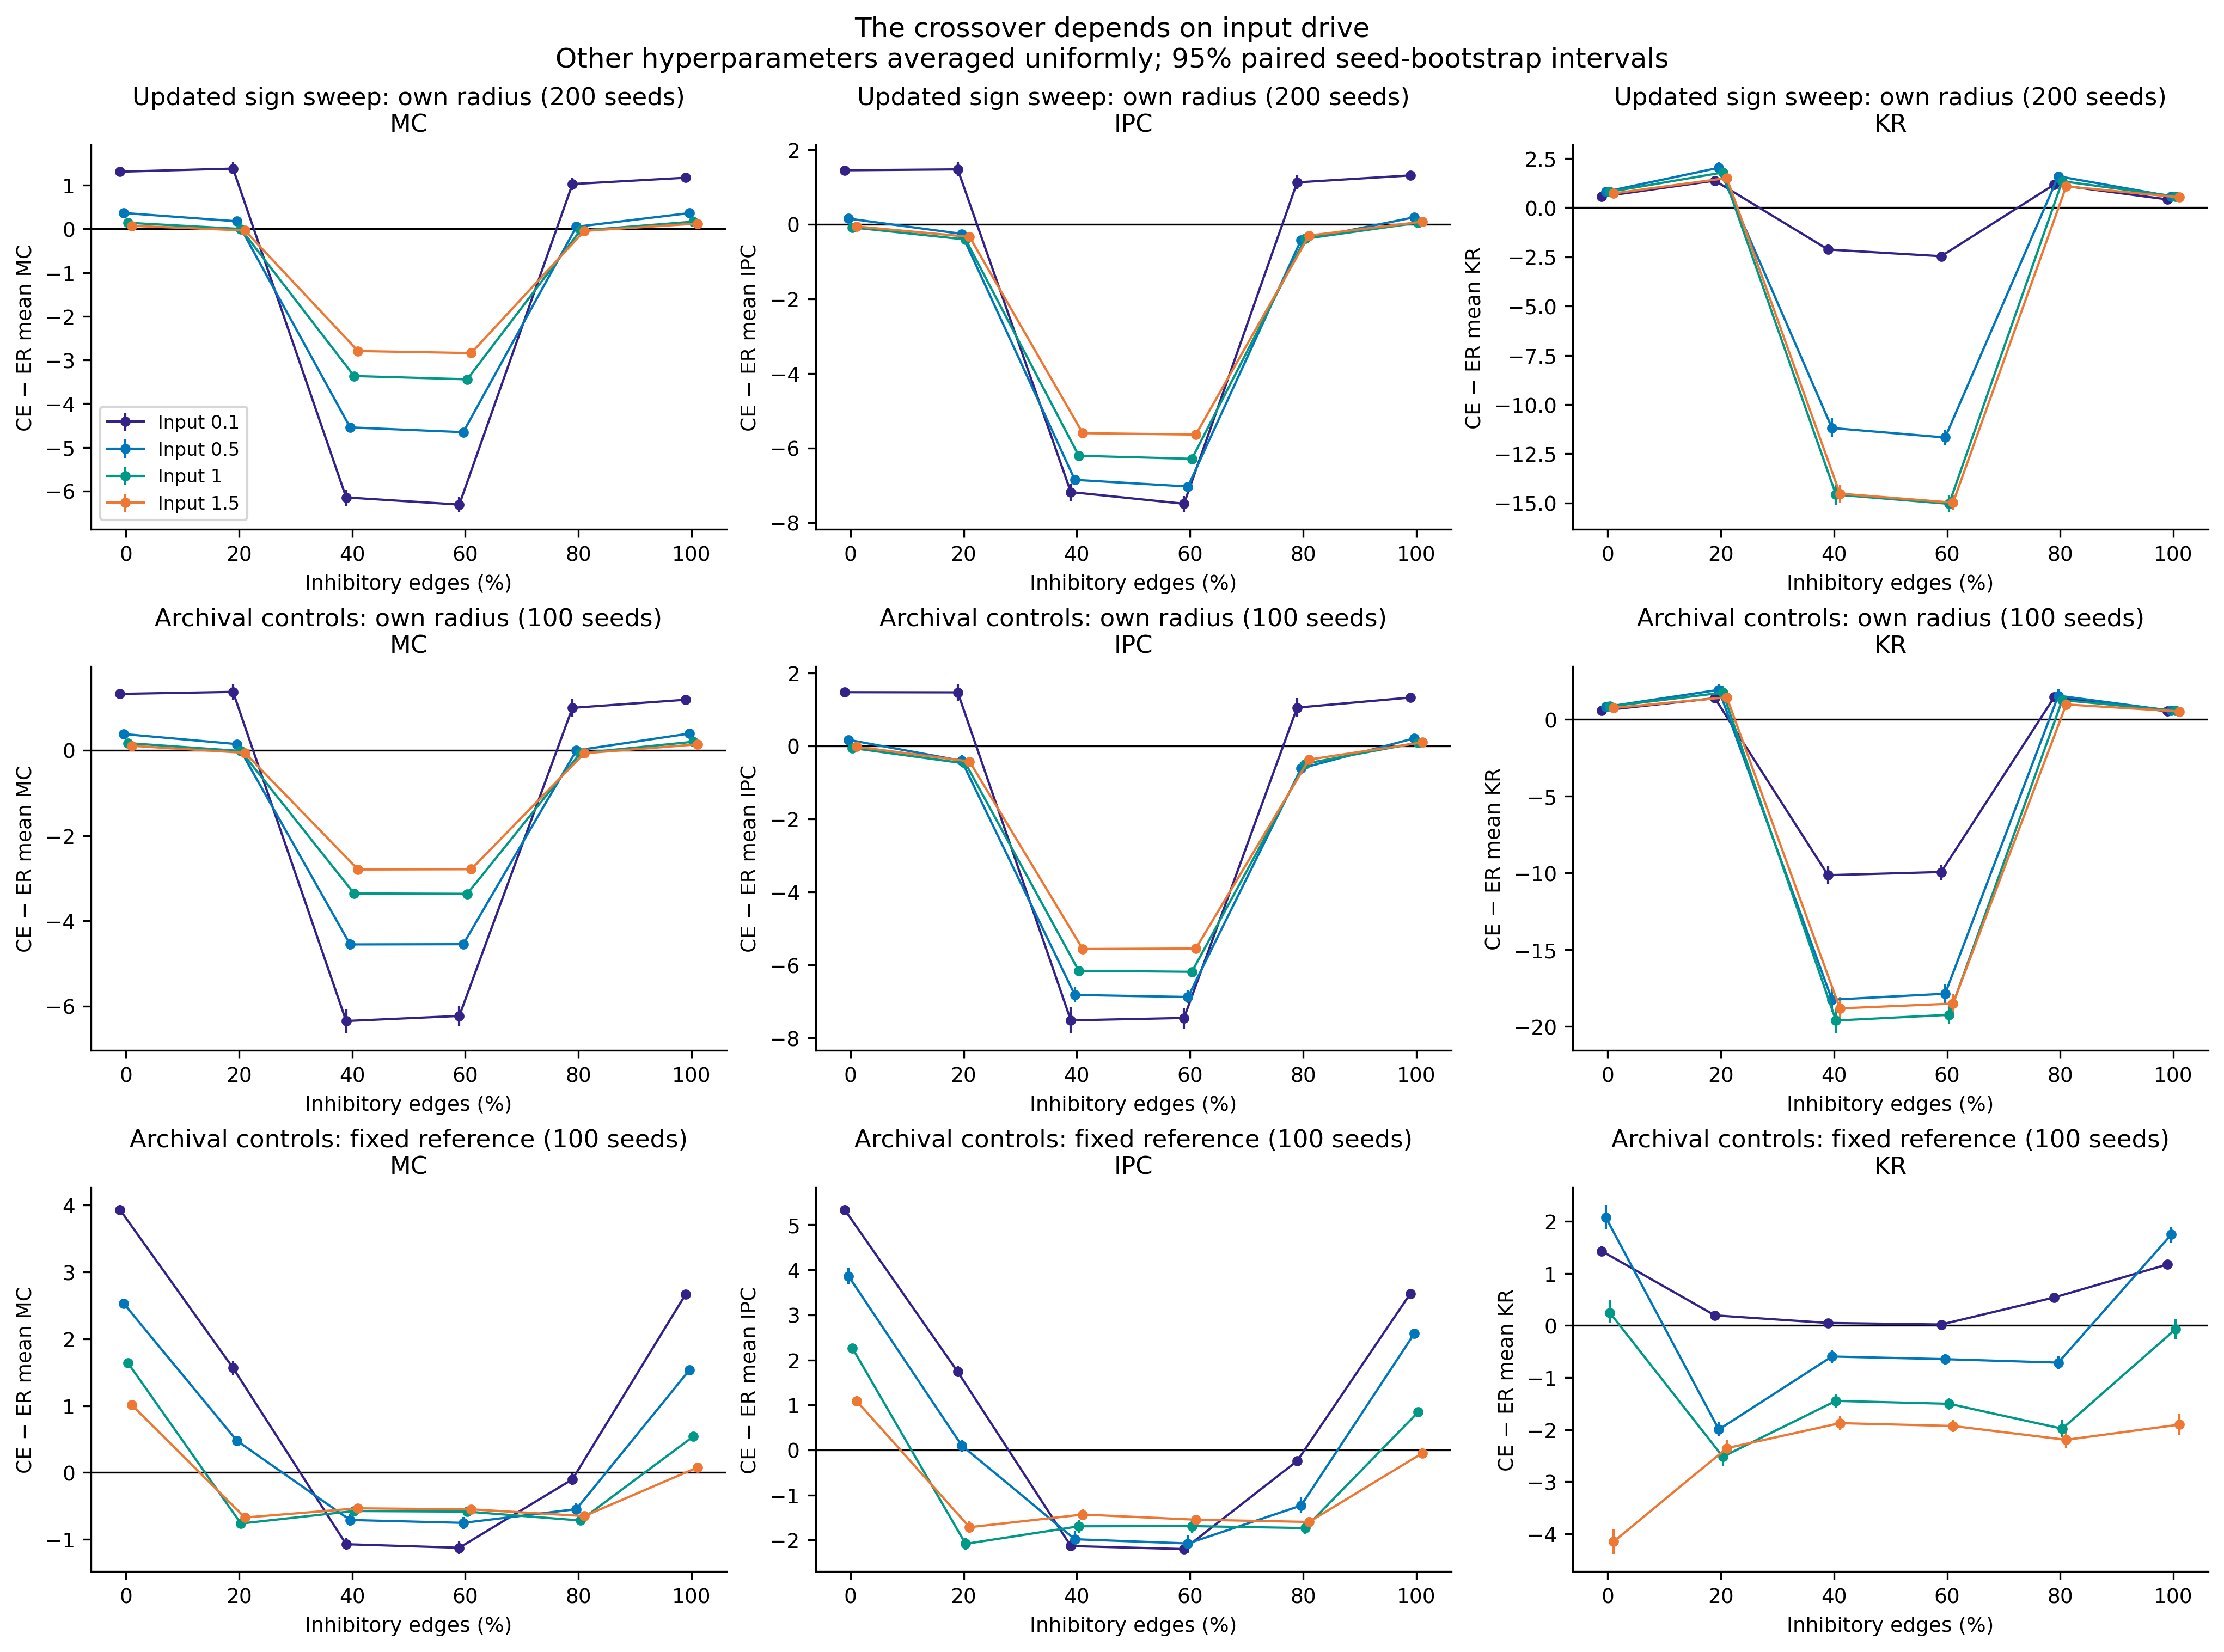 The crossover depends on input drive
Other hyperparameters averaged uniformly; 95% paired seed-bootstrap intervals
Updated sign sweep: own radius (200 seeds)
MC
CE − ER mean MC
1
0
−1
−2
−3
−4
−5
−6
Input 0.1
Input 0.5
Input 1
Input 1.5
0 20 40 60 80 100
Inhibitory edges (%)
Updated sign sweep: own radius (200 seeds)
IPC
CE − ER mean IPC
2
0
−2
−4
−6
−8
0 20 40 60 80 100
Inhibitory edges (%)
Updated sign sweep: own radius (200 seeds)
KR
CE − ER mean KR
2.5
0.0
−2.5
−5.0
−7.5
−10.0
−12.5
−15.0
0 20 40 60 80 100
Inhibitory edges (%)
Archival controls: own radius (100 seeds)
MC
CE − ER mean MC
0
−2
−4
−6
0 20 40 60 80 100
Inhibitory edges (%)
Archival controls: own radius (100 seeds)
IPC
CE − ER mean IPC
2
0
−2
−4
−6
−8
0 20 40 60 80 100
Inhibitory edges (%)
Archival controls: own radius (100 seeds)
KR
CE − ER mean KR
0
−5
−10
−15
−20
0 20 40 60 80 100
Inhibitory edges (%)
Archival controls: fixed reference (100 seeds)
MC
CE − ER mean MC
4
3
2
1
0
−1
0 20 40 60 80 100
Inhibitory edges (%)
Archival controls: fixed reference (100 seeds)
IPC
CE − ER mean IPC
5
4
3
2
1
0
−1
−2
0 20 40 60 80 100
Inhibitory edges (%)
Archival controls: fixed reference (100 seeds)
KR
CE − ER mean KR
2
1
0
−1
−2
−3
−4
0 20 40 60 80 100
Inhibitory edges (%)